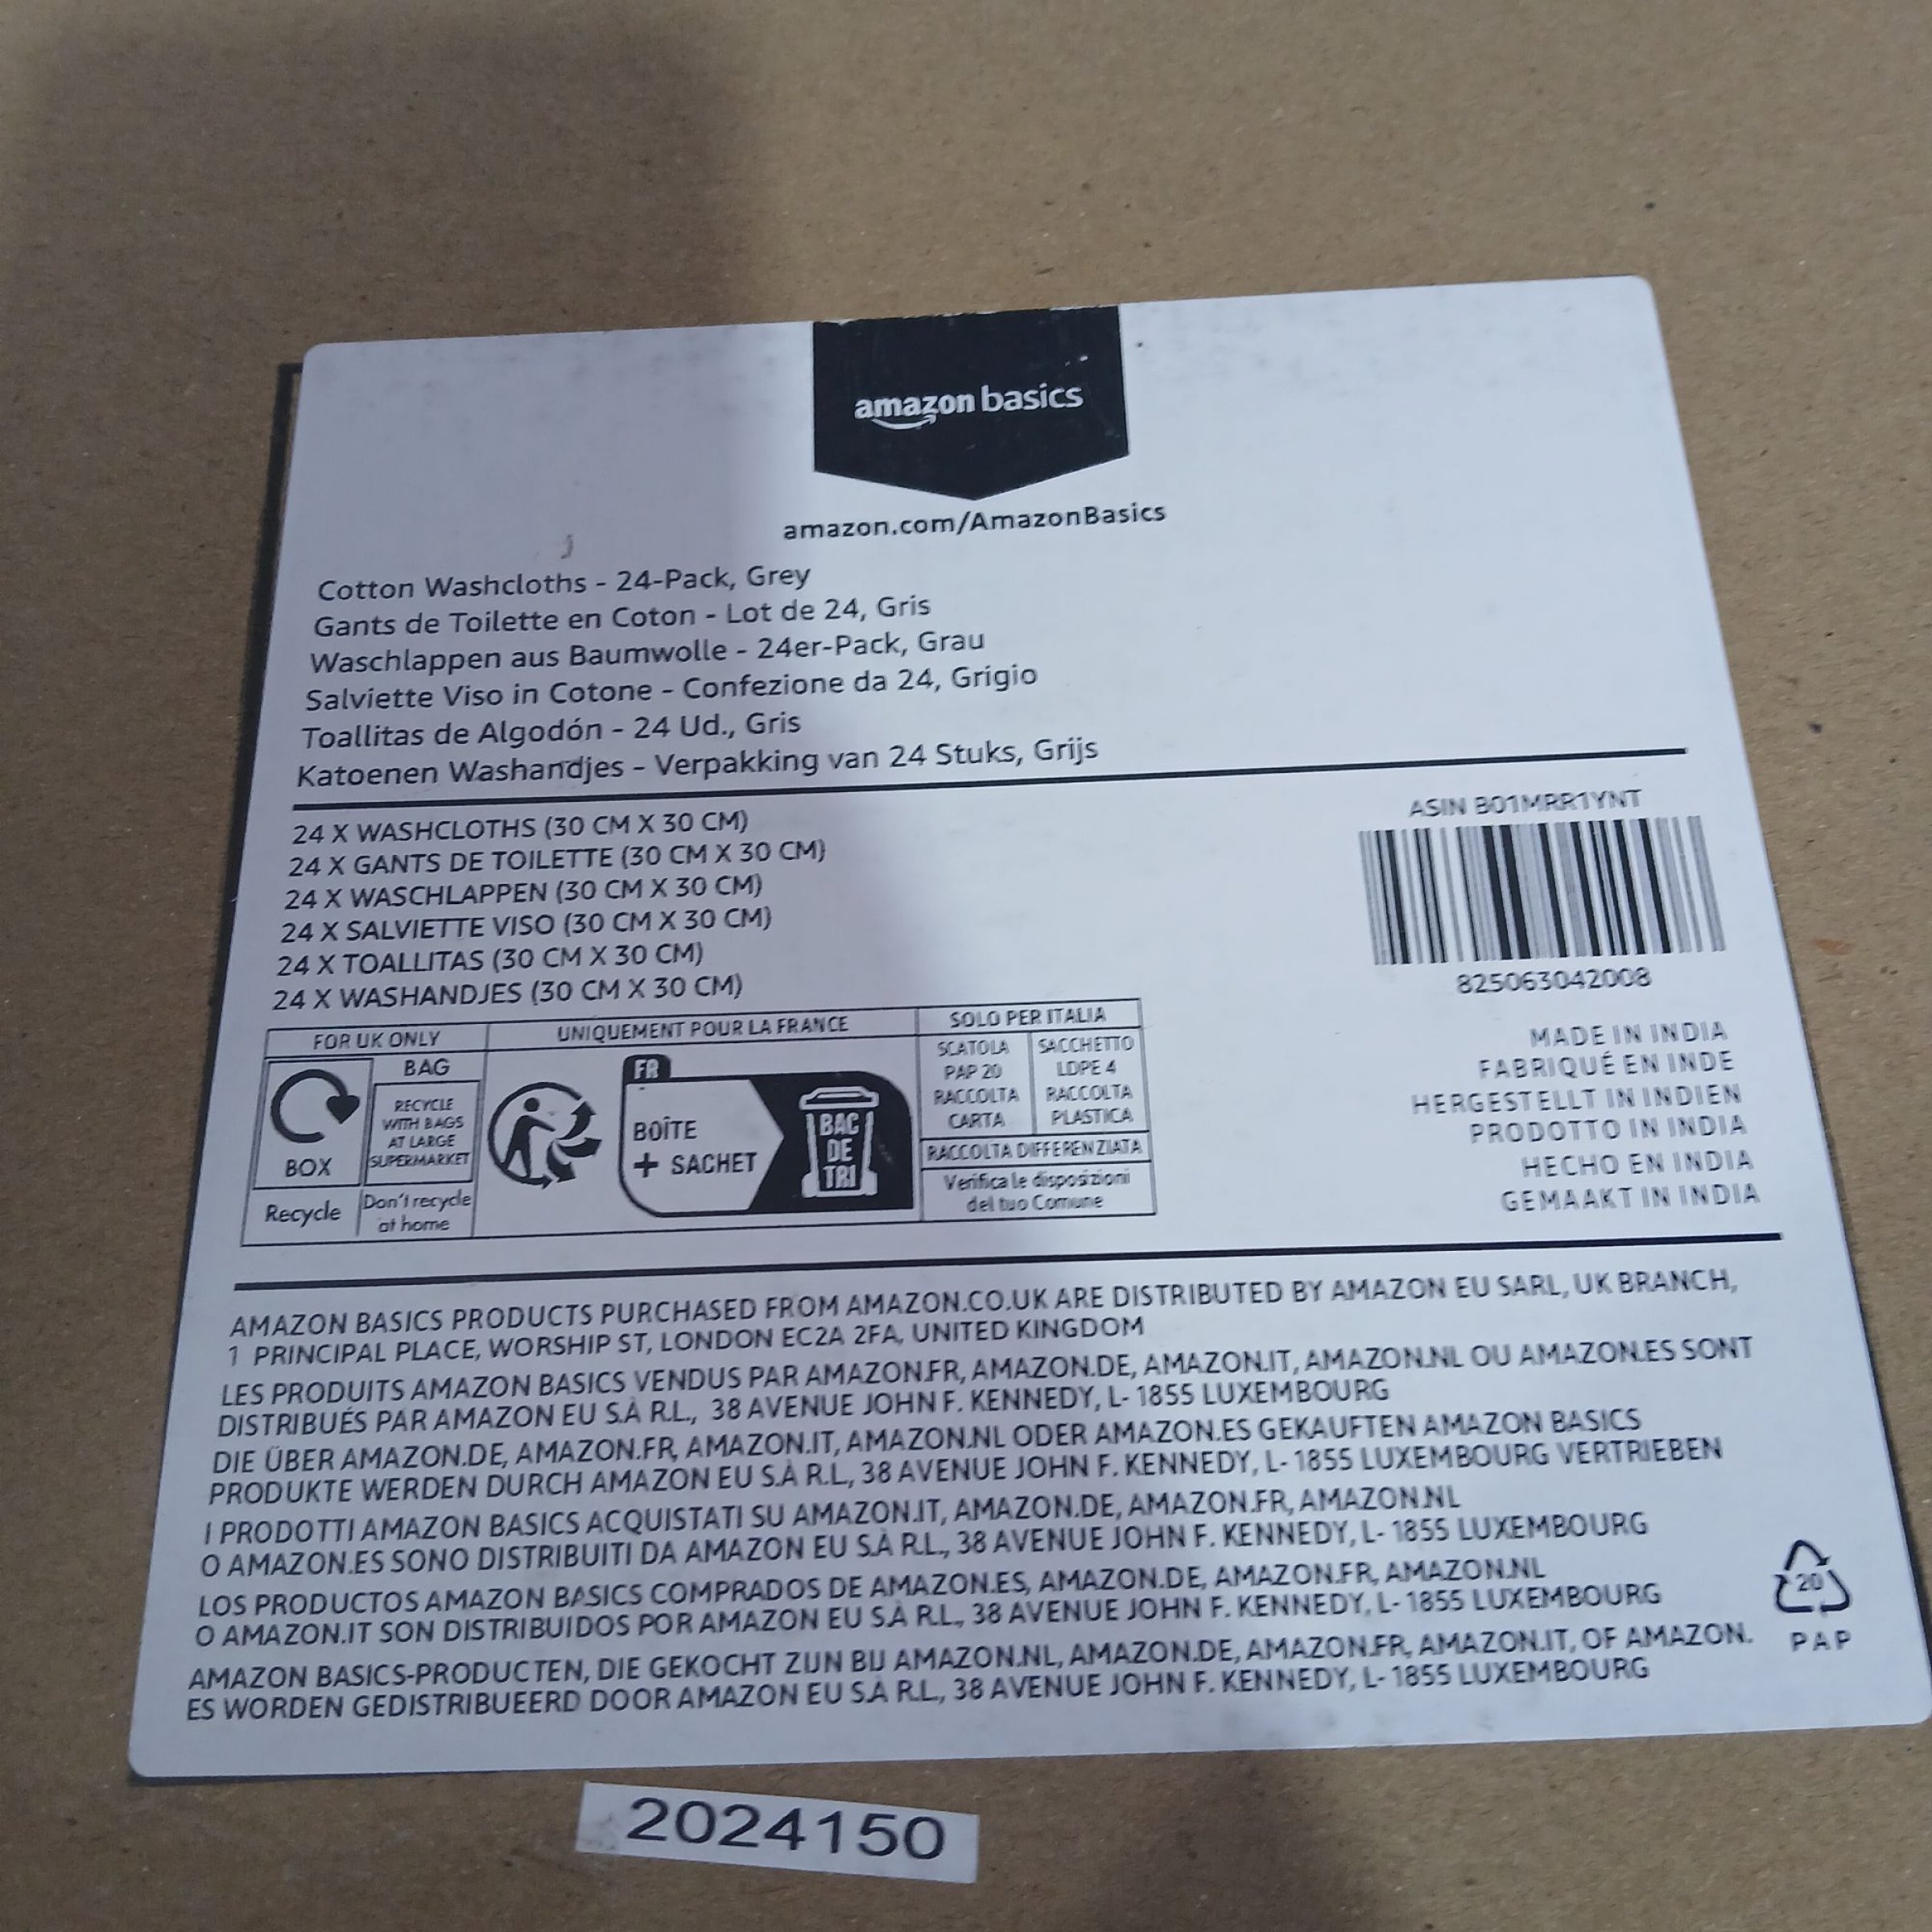 amazon basics
amazon.com/AmazonBasics
Cotton Washcloths - 24-Pack, Grey
Gants de Toilette en Coton - Lot de 24, Gris
Waschlappen aus Baumwolle - 24er-Pack, Grau
Salviette Viso in Cotone - Confezione da 24, Grigio
Toallitas de Algodón - 24 Ud., Gris
Katoenen Washandjes - Verpakking van 24 Stuks, Grijs
24 X WASHCLOTHS (30 CM X 30 CM)
24 X GANTS DE TOILETTE (30 CM X 30 CM)
24 X WASCHLAPPEN (30 CM X 30 CM)
24 X SALVIETTE VISO (30 CM X 30 CM)
24 X TOALLITAS (30 CM X 30 CM)
24 X WASHANDJES (30 CM X 30 CM)
ASIN B01MRR1YNT
825063042008
FOR UK ONLY
BOX
Recycle
BAG
RECYCLE
WITH BAGS
AT LARGE
SUPERMARKET
Don't recycle
at home
UNIQUEMENT POUR LA FRANCE
FR
BOÎTE
+ SACHET
BAC
DE
TRI
SOLO PER ITALIA
SCATOLA
PAP 20
RACCOLTA
CARTA
SACCHETTO
LDPE 4
RACCOLTA
PLASTICA
RACCOLTA DIFFERENZIATA
Verifica le disposizioni
del tuo Comune
MADE IN INDIA
FABRIQUÉ EN INDE
HERGESTELLT IN INDIEN
PRODOTTO IN INDIA
HECHO EN INDIA
GEMAAKT IN INDIA
AMAZON BASICS PRODUCTS PURCHASED FROM AMAZON.CO.UK ARE DISTRIBUTED BY AMAZON EU SARL, UK BRANCH,
1 PRINCIPAL PLACE, WORSHIP ST, LONDON EC2A 2FA, UNITED KINGDOM
LES PRODUITS AMAZON BASICS VENDUS PAR AMAZON.FR, AMAZON.DE, AMAZON.IT, AMAZON.NL OU AMAZON.ES SONT
DISTRIBUÉS PAR AMAZON EU S.À R.L., 38 AVENUE JOHN F. KENNEDY, L-1855 LUXEMBOURG
DIE ÜBER AMAZON.DE, AMAZON.FR, AMAZON.IT, AMAZON.NL ODER AMAZON.ES GEKAUFTEN AMAZON BASICS
PRODUKTE WERDEN DURCH AMAZON EU S.À R.L., 38 AVENUE JOHN F. KENNEDY, L-1855 LUXEMBOURG VERTRIEBEN
I PRODOTTI AMAZON BASICS ACQUISTATI SU AMAZON.IT, AMAZON.DE, AMAZON.FR, AMAZON.NL
O AMAZON.ES SONO DISTRIBUITI DA AMAZON EU S.À R.L., 38 AVENUE JOHN F. KENNEDY, L-1855 LUXEMBOURG
LOS PRODUCTOS AMAZON BASICS COMPRADOS DE AMAZON.ES, AMAZON.DE, AMAZON.FR, AMAZON.NL
O AMAZON.IT SON DISTRIBUIDOS POR AMAZON EU S.À R.L., 38 AVENUE JOHN F. KENNEDY, L-1855 LUXEMBOURG
AMAZON BASICS-PRODUCTEN, DIE GEKOCHT ZIJN BIJ AMAZON.NL, AMAZON.DE, AMAZON.FR, AMAZON.IT, OF AMAZON.
ES WORDEN GEDISTRIBUEERD DOOR AMAZON EU S.À R.L., 38 AVENUE JOHN F. KENNEDY, L-1855 LUXEMBOURG
20
PAP
2024150